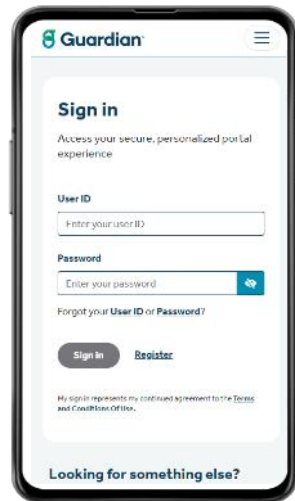 Guardian
Sign in
Access your secure, personalized portal
experience
User ID
Enter your user ID
Password
Enter your password
Forgot your User ID or Password?
Sign in Register
My sign in represents my continued agreement to the Terms
and Conditions Of Use.
Looking for something else?